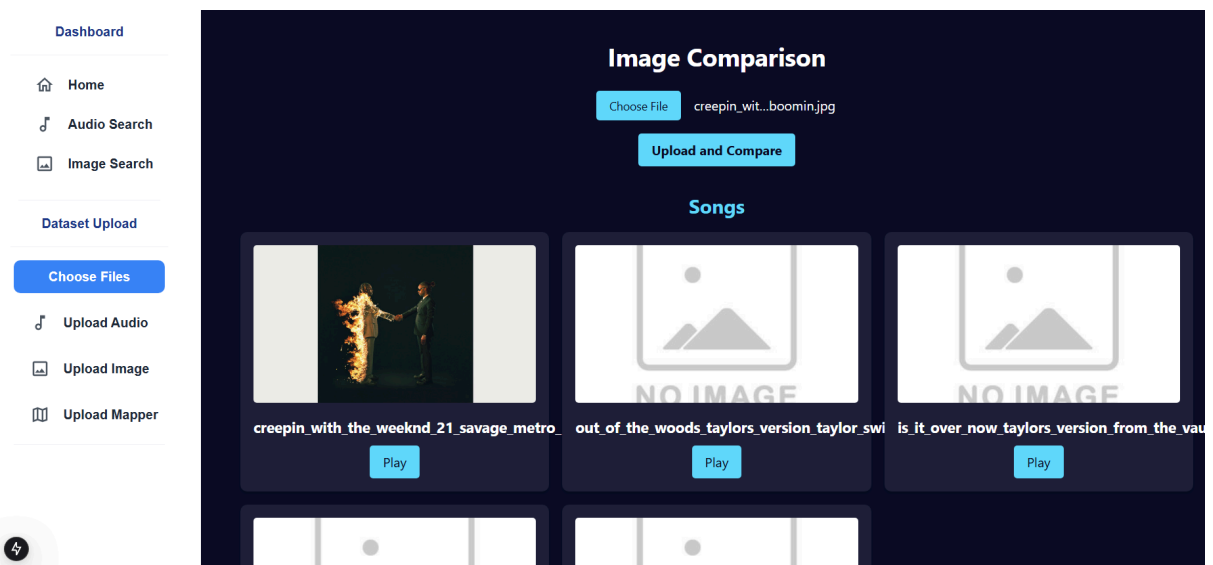 Dashboard
Home
Audio Search
Image Search
Dataset Upload
Choose Files
Upload Audio
Upload Image
Upload Mapper
Image Comparison
Choose File creepin_wit...boomin.jpg
Upload and Compare
Songs
creepin_with_the_weeknd_21_savage_metro_
Play
NO IMAGE
out_of_the_woods_taylors_version_taylor_swi
Play
NO IMAGE
is_it_over_now_taylors_version_from_the_vau
Play